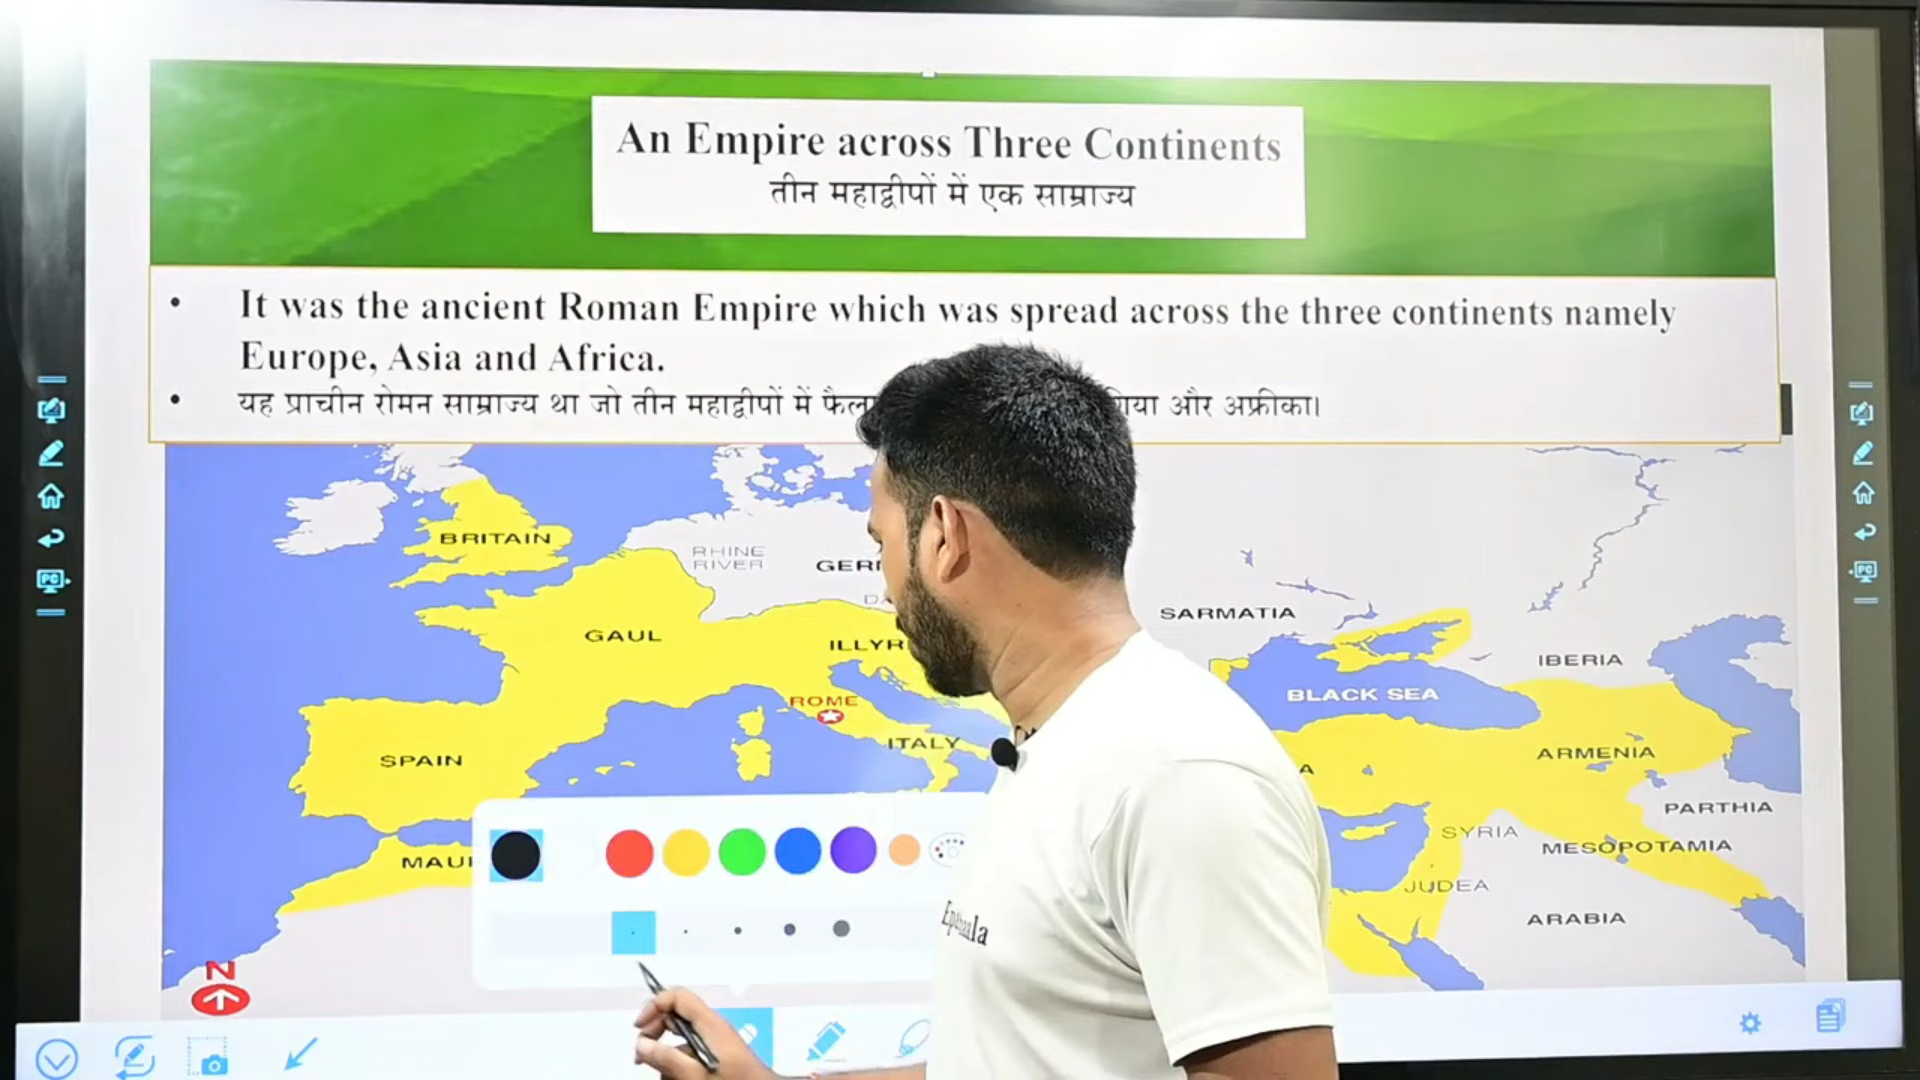 An Empire across Three Continents
तीन महाद्वीपों में एक साम्राज्य
• It was the ancient Roman Empire which was spread across the three continents namely
Europe, Asia and Africa.
• यह प्राचीन रोमन साम्राज्य था जो तीन महाद्वीपों में और अफ्रीका।
BRITAIN
RHINE
RIVER
GAUL
SARMATIA
IBERIA
BLACK SEA
ROME
ITALY
SPAIN
ARMENIA
PARTHIA
SYRIA
MESOPOTAMIA
JUDEA
ARABIA
N
PC
PC